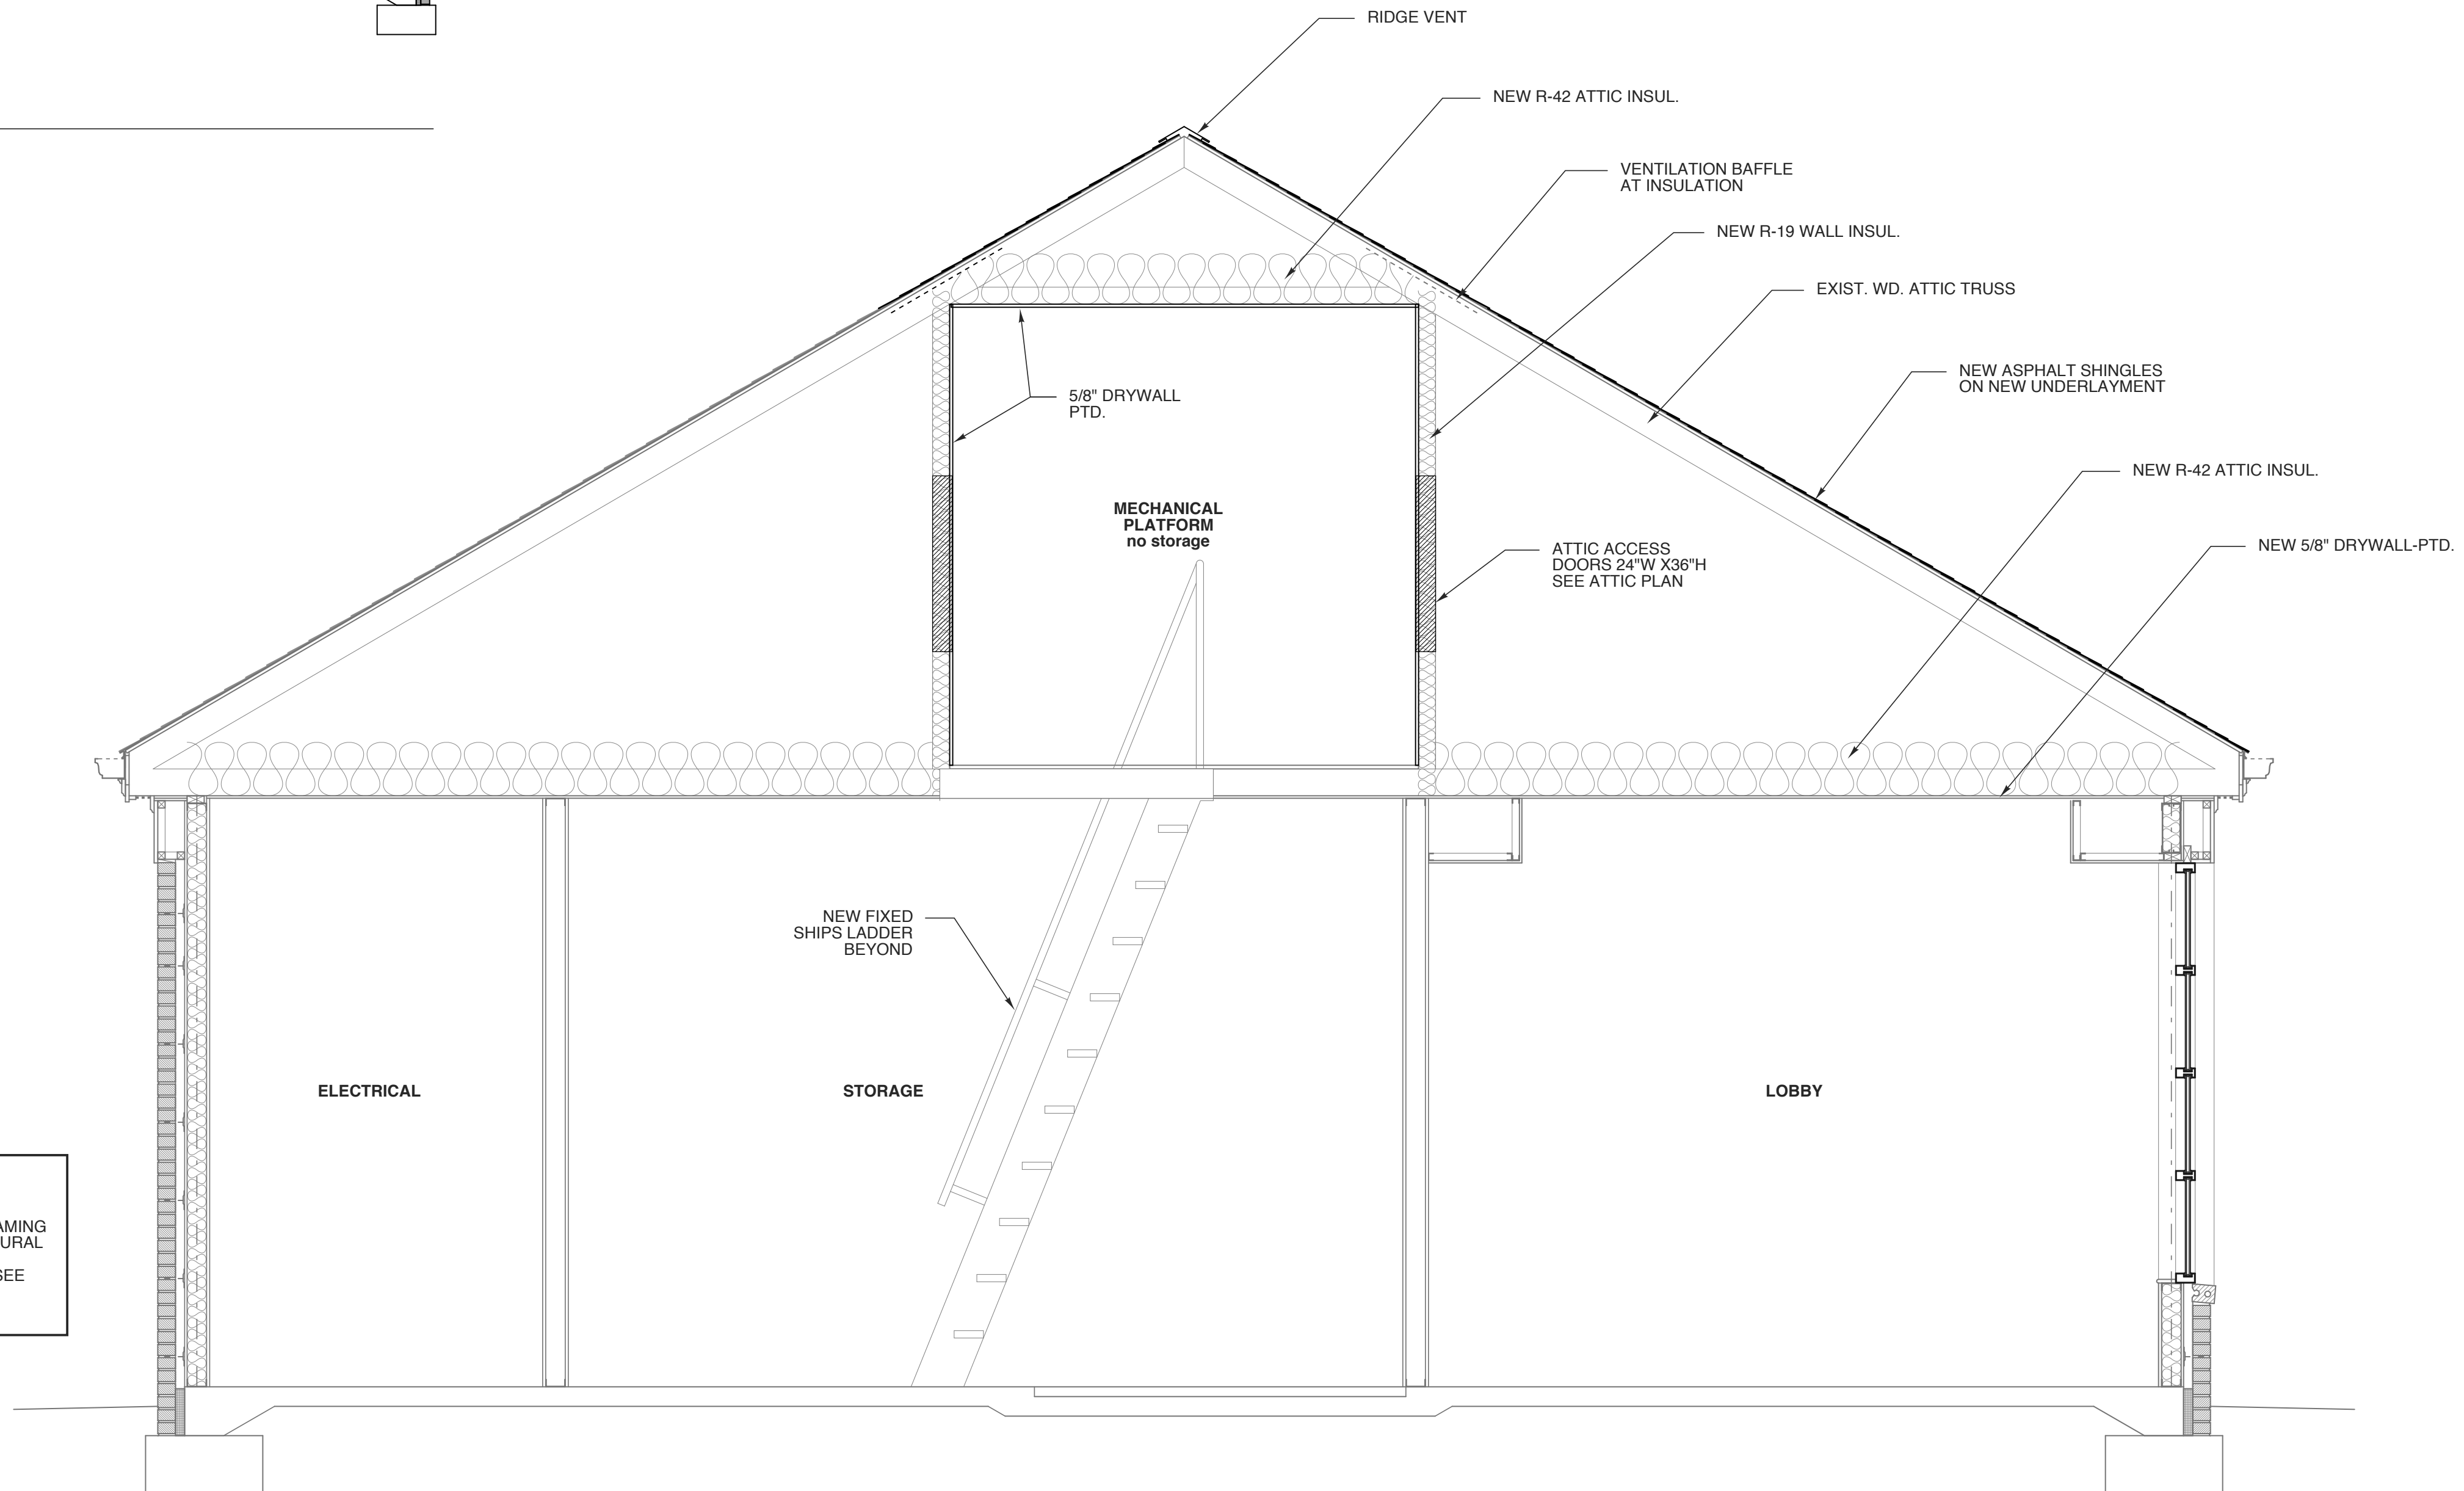 RIDGE VENT
NEW R-42 ATTIC INSUL.
VENTILATION BAFFLE
AT INSULATION
NEW R-19 WALL INSUL.
EXIST. WD. ATTIC TRUSS
NEW ASPHALT SHINGLES
ON NEW UNDERLAYMENT
5/8" DRYWALL
PTD.
NEW R-42 ATTIC INSUL.
MECHANICAL
PLATFORM
no storage
NEW 5/8" DRYWALL-PTD.
ATTIC ACCESS
DOORS 24"W X36"H
SEE ATTIC PLAN
NEW FIXED
SHIPS LADDER
BEYOND
ELECTRICAL
STORAGE
LOBBY
AMING
URAL
SEE